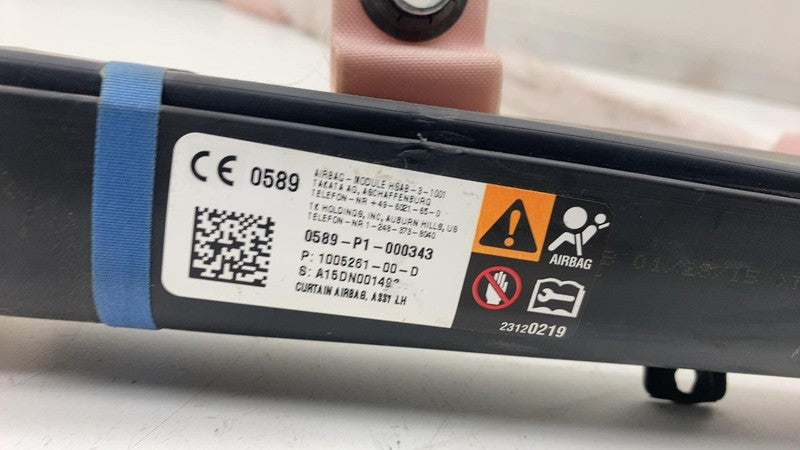 CE 0589
AIRBAG-MODULE HSAB-3-1001
TAKATA AG, ASCHAFFENBURG
TELEFON-NR +49-6021-65-0
TK HOLDINGS, INC, AUBURN HILLS, US
TELEFON-NR 1-248-373-8040
0589-P1-000343
P: 1005261-00-D
S: A15DN00149
CURTAIN AIRBAG, ASSY LH
AIRBAG
23120219